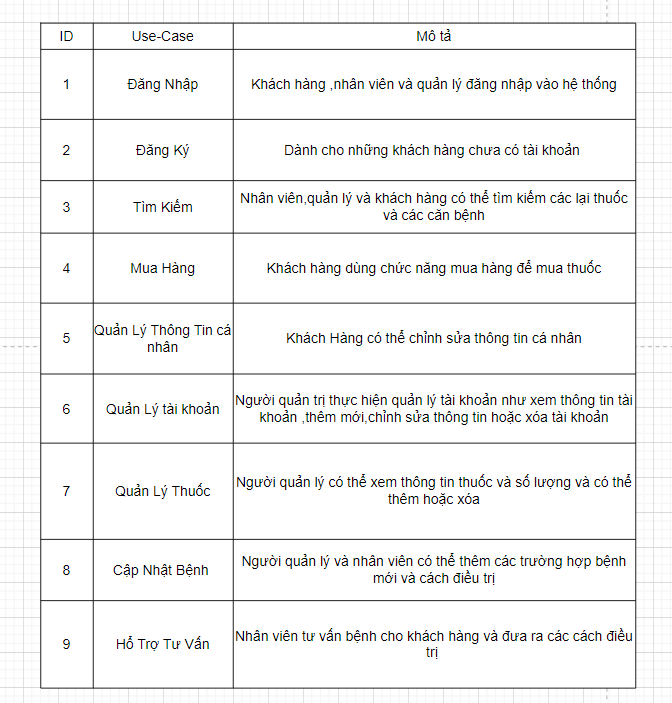 ID Use-Case Mô tả
1 Đăng Nhập Khách hàng ,nhân viên và quản lý đăng nhập vào hệ thống
2 Đăng Ký Dành cho những khách hàng chưa có tài khoản
3 Tìm Kiếm Nhân viên,quản lý và khách hàng có thể tìm kiếm các lại thuốc
và các căn bệnh
4 Mua Hàng Khách hàng dùng chức năng mua hàng để mua thuốc
5 Quản Lý Thông Tin cá
nhân
Khách Hàng có thể chỉnh sửa thông tin cá nhân
6 Quản Lý tài khoản Người quản trị thực hiện quản lý tài khoản như xem thông tin tài
khoản ,thêm mới,chỉnh sửa thông tin hoặc xóa tài khoản
7 Quản Lý Thuốc Người quản lý có thể xem thông tin thuốc và số lượng và có thể
thêm hoặc xóa
8 Cập Nhật Bệnh Người quản lý và nhân viên có thể thêm các trường hợp bệnh
mới và cách điều trị
9 Hổ Trợ Tư Vấn Nhân viên tư vấn bệnh cho khách hàng và đưa ra các cách điều
trị